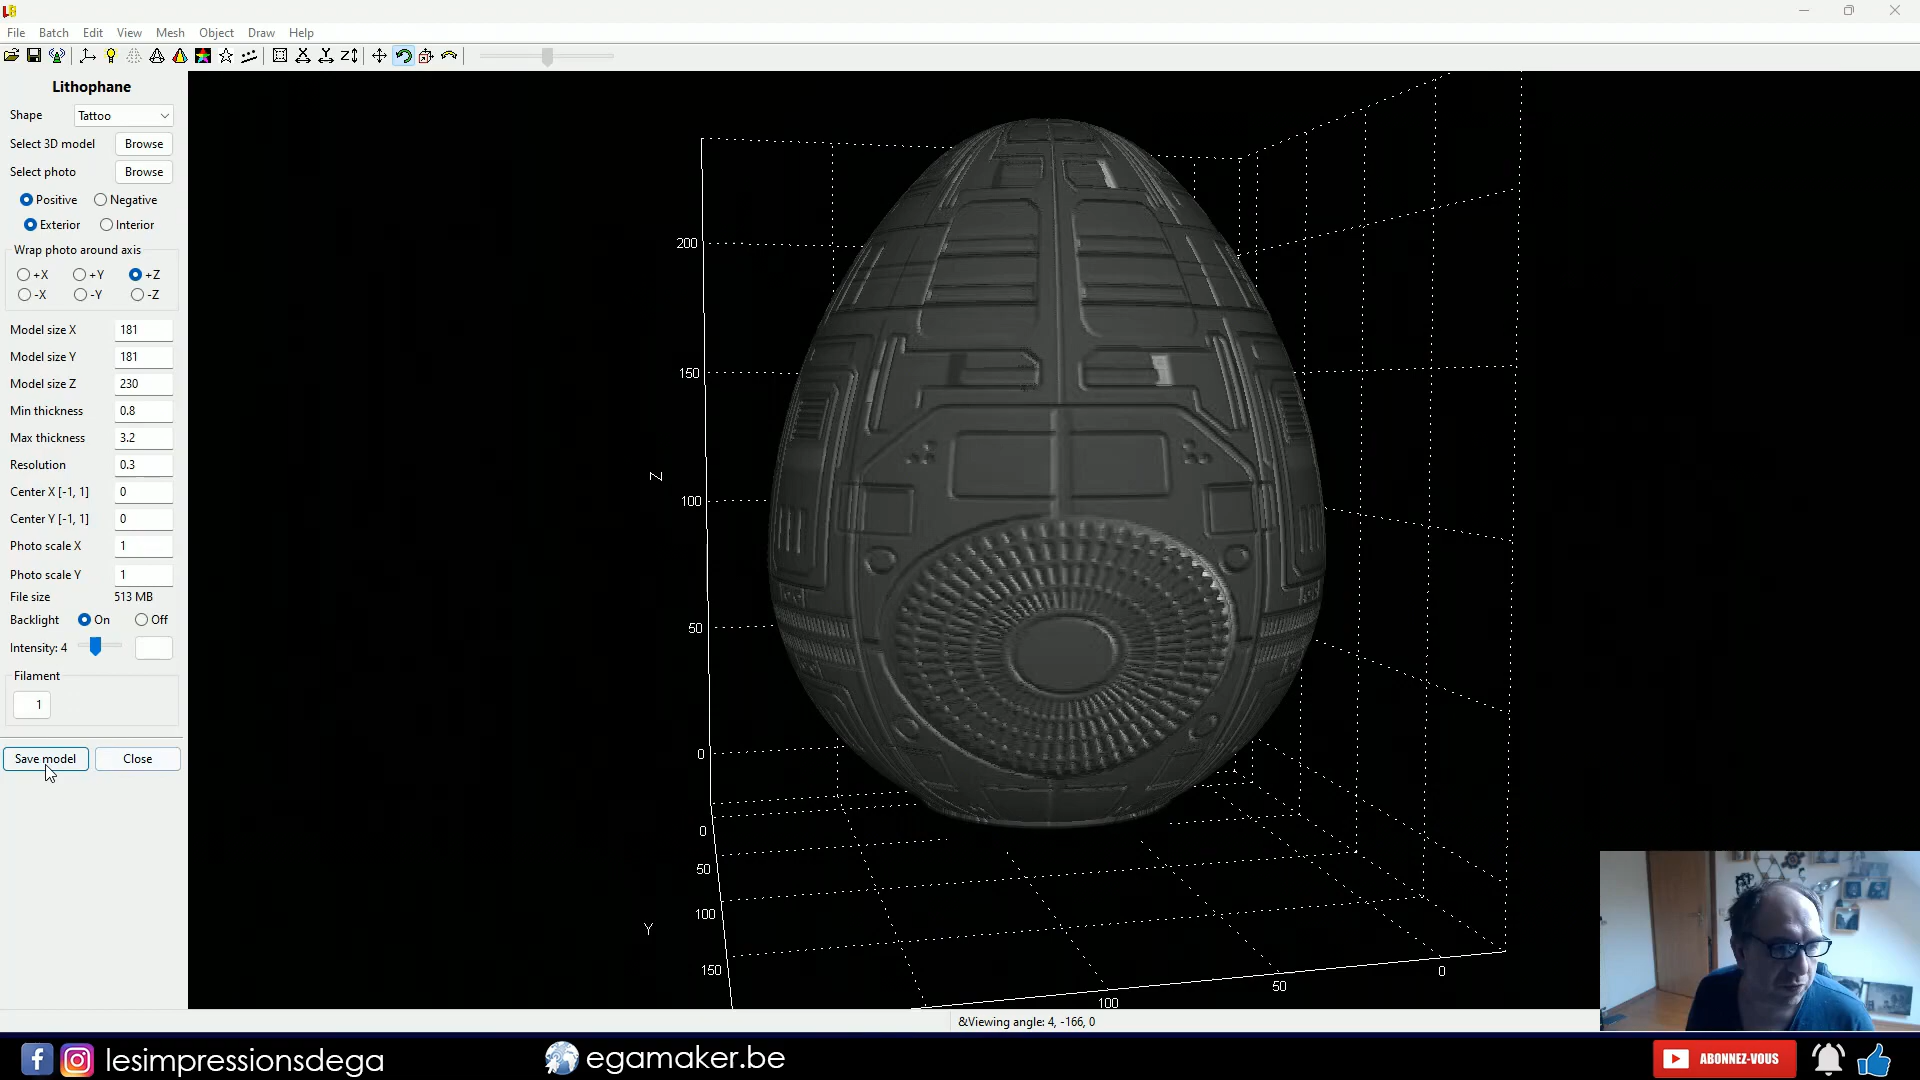 File Batch Edit View Mesh Object Draw Help
Lithophane
Shape Tattoo
Select 3D model Browse
Select photo Browse
Positive Negative
Exterior Interior
Wrap photo around axis
+X +Y +Z
-X -Y -Z
Model size X 181
Model size Y 181
Model size Z 230
Min thickness 0.8
Max thickness 3.2
Resolution 0.3
Center X [-1, 1] 0
Center Y [-1, 1] 0
Photo scale X 1
Photo scale Y 1
File size 513 MB
Backlight On Off
Intensity: 4
Filament
1
Save model Close
200
150
Z
100
50
0
0
50
100
Y
150
100
50
0
&Viewing angle: 4, -166, 0
lesimpressionsdega egamaker.be ABONNEZ-VOUS